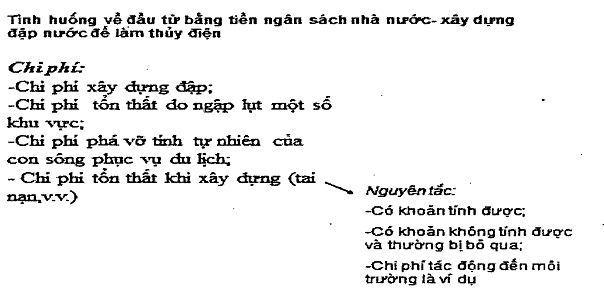 Tình huống về đầu tư bằng tiền ngân sách nhà nước- xây dựng
đập nước để làm thủy điện
Chi phí:
-Chi phí xây dựng đập;
-Chi phí tổn thất do ngập lụt một số
khu vực;
-Chi phí phá vỡ tính tự nhiên của
con sông phục vụ du lịch;
- Chi phí tổn thất khi xây dựng (tai
nạn,v.v.)
Nguyên tắc:
-Có khoản tính được;
-Có khoản không tính được
và thường bị bỏ qua;
-Chi phí tác động đến môi
trường là ví dụ